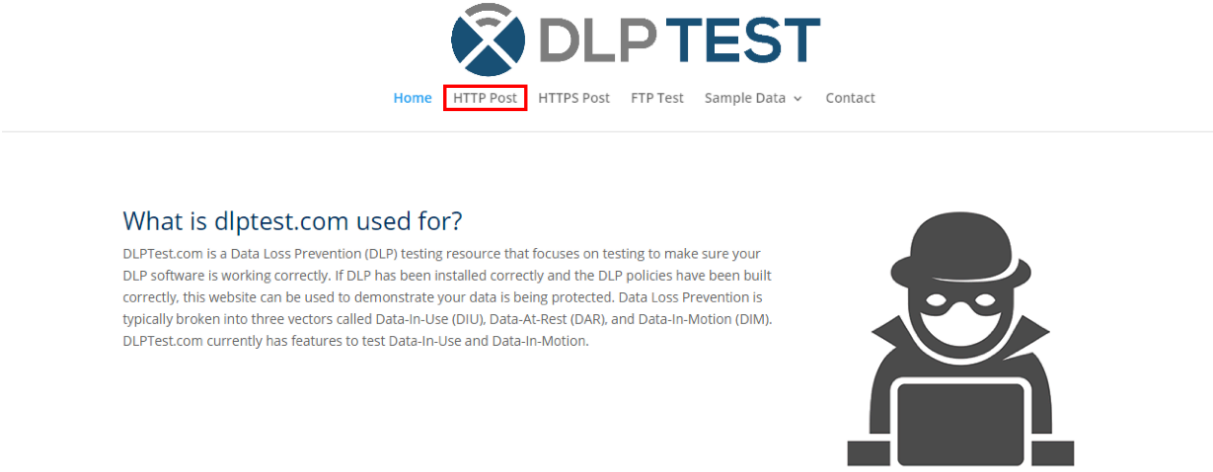 DLP TEST
Home HTTP Post HTTPS Post FTP Test Sample Data Contact
What is dlptest.com used for?
DLPTest.com is a Data Loss Prevention (DLP) testing resource that focuses on testing to make sure your
DLP software is working correctly. If DLP has been installed correctly and the DLP policies have been built
correctly, this website can be used to demonstrate your data is being protected. Data Loss Prevention is
typically broken into three vectors called Data-In-Use (DIU), Data-At-Rest (DAR), and Data-In-Motion (DIM).
DLPTest.com currently has features to test Data-In-Use and Data-In-Motion.